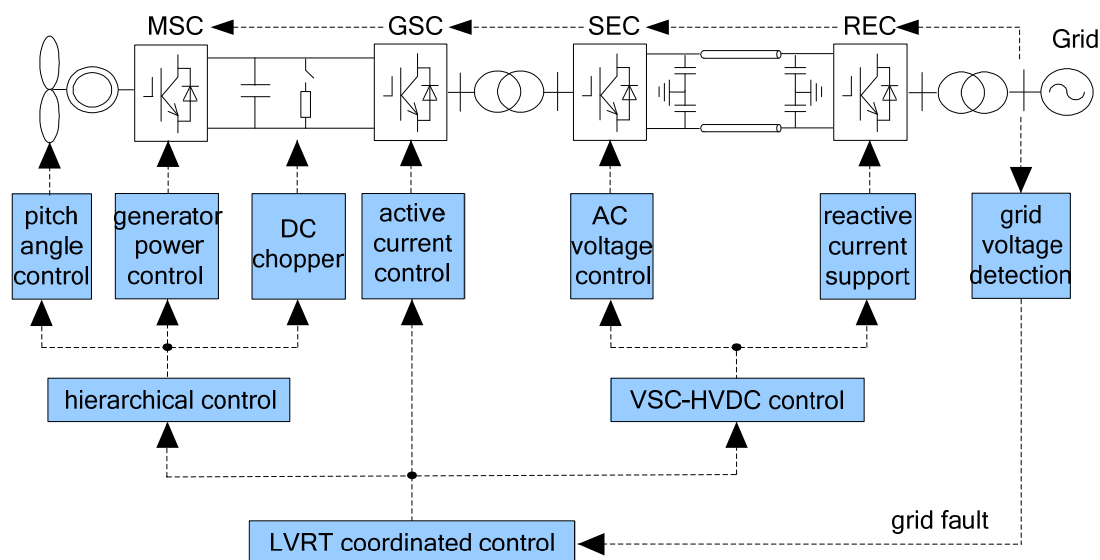 MSC
GSC
SEC
REC
Grid
pitch
angle
control
generator
power
control
DC
chopper
active
current
control
AC
voltage
control
reactive
current
support
grid
voltage
detection
hierarchical control
VSC-HVDC control
grid fault
LVRT coordinated control